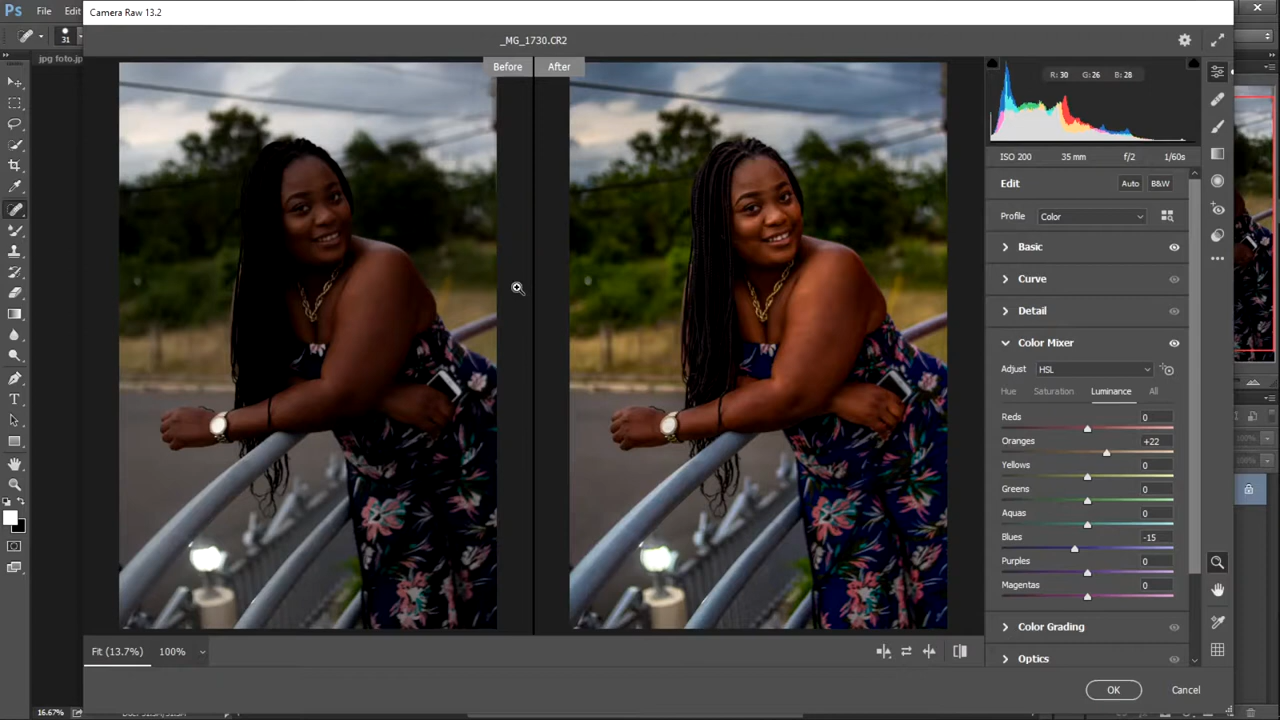 Camera Raw 13.2
Ps File Edit
_MG_1730.CR2
31
jpg foto.jp
Before After
R: 30 G: 26 B: 28
ISO 200 35 mm f/2 1/60s
Edit Auto B&W
Profile Color
Basic
Curve
Detail
Color Mixer
Adjust HSL
Hue Saturation Luminance All
Reds 0
Oranges +22
Yellows 0
Greens 0
Aquas 0
Blues -15
Purples 0
Magentas 0
Color Grading
Optics
Fit (13.7%) 100%
OK Cancel
16.67%